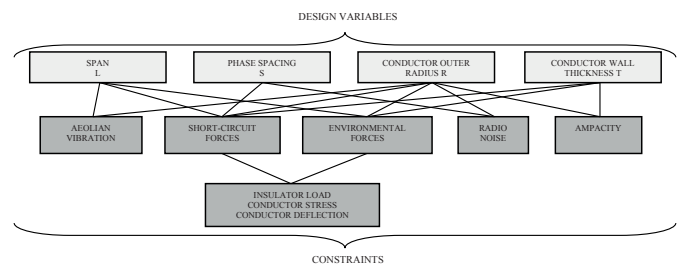 DESIGN VARIABLES
SPAN
L
PHASE SPACING
S
CONDUCTOR OUTER
RADIUS R
CONDUCTOR WALL
THICKNESS T
AEOLIAN
VIBRATION
SHORT-CIRCUIT
FORCES
ENVIRONMENTAL
FORCES
RADIO
NOISE
AMPACITY
INSULATOR LOAD
CONDUCTOR STRESS
CONDUCTOR DEFLECTION
CONSTRAINTS